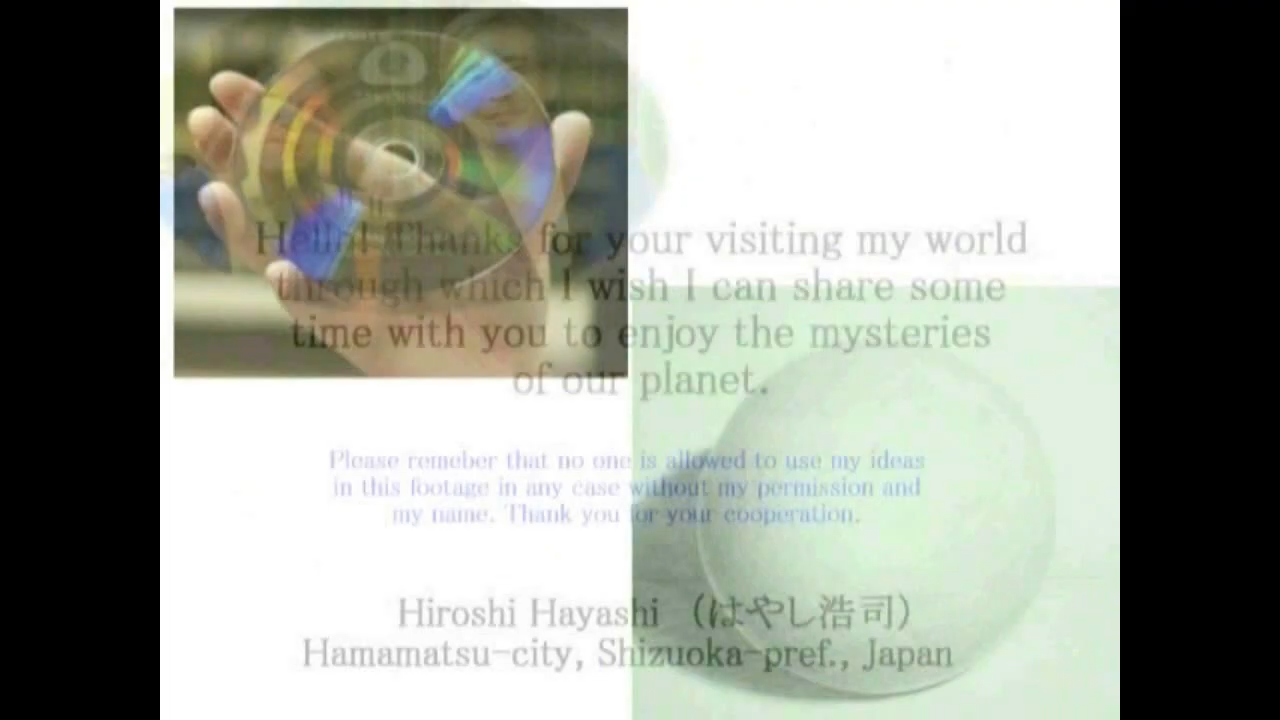 Hello! Thanks for your visiting my world
through which I wish I can share some
time with you to enjoy the mysteries
of our planet.
Please remeber that no one is allowed to use my ideas
in this footage in any case without my permission and
my name. Thank you for your cooperation.
Hiroshi Hayashi （はやし浩司）
Hamamatsu-city, Shizuoka-pref., Japan